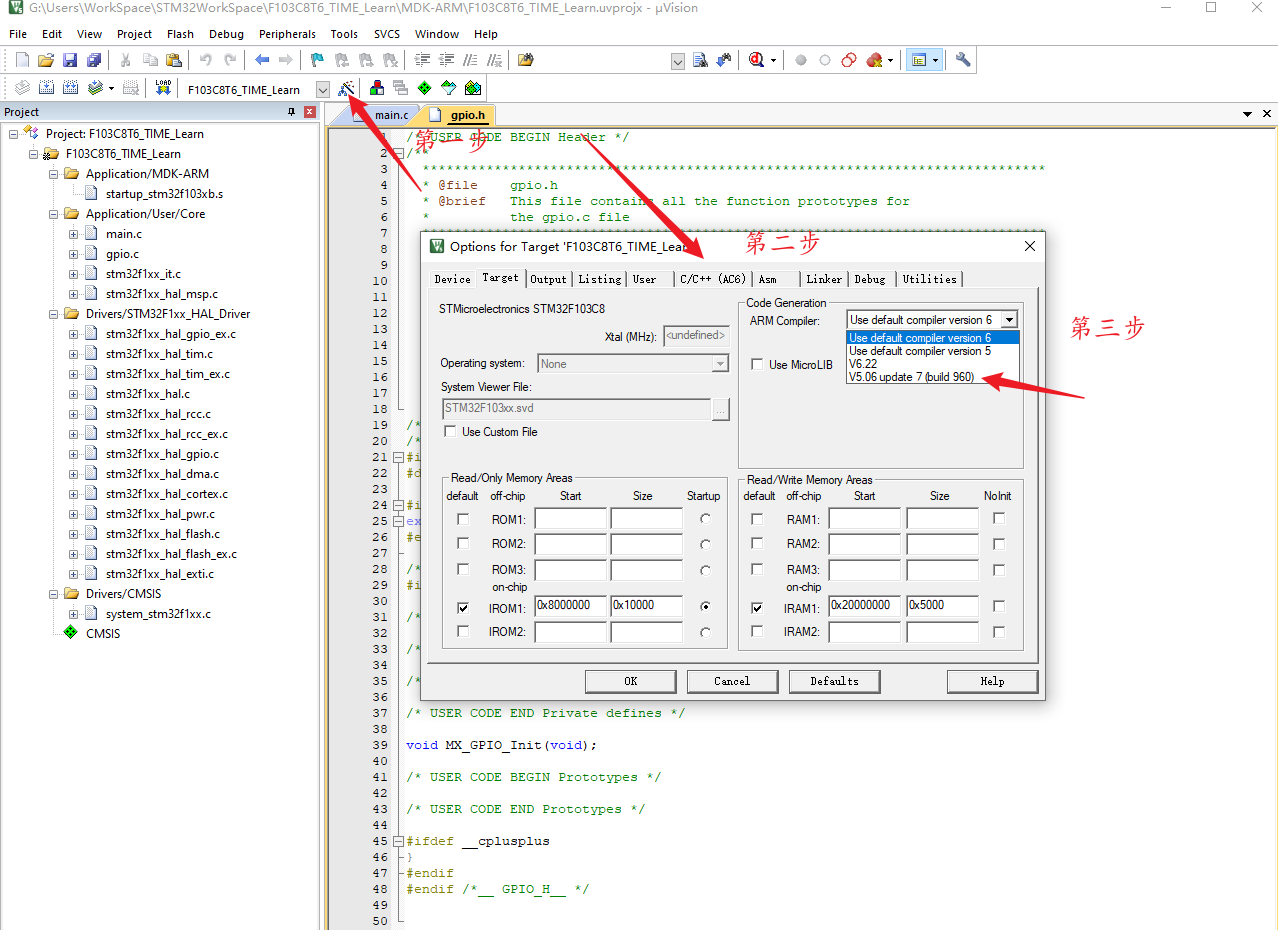 G:\Users\WorkSpace\STM32WorkSpace\F103C8T6_TIME_Learn\MDK-ARM\F103C8T6_TIME_Learn.uvprojx - µVision
File Edit View Project Flash Debug Peripherals Tools SVCS Window Help
LOAD F103C8T6_TIME_Learn
Project
Project: F103C8T6_TIME_Learn
F103C8T6_TIME_Learn
Application/MDK-ARM
startup_stm32f103xb.s
Application/User/Core
main.c
gpio.c
stm32f1xx_it.c
stm32f1xx_hal_msp.c
Drivers/STM32F1xx_HAL_Driver
stm32f1xx_hal_gpio_ex.c
stm32f1xx_hal_tim.c
stm32f1xx_hal_tim_ex.c
stm32f1xx_hal.c
stm32f1xx_hal_rcc.c
stm32f1xx_hal_rcc_ex.c
stm32f1xx_hal_gpio.c
stm32f1xx_hal_dma.c
stm32f1xx_hal_cortex.c
stm32f1xx_hal_pwr.c
stm32f1xx_hal_flash.c
stm32f1xx_hal_flash_ex.c
stm32f1xx_hal_exti.c
Drivers/CMSIS
system_stm32f1xx.c
CMSIS
main.c gpio.h
第一步
1 /* USER CODE BEGIN Header */
2 /**
3 ******************************************************************************
4 * @file gpio.h
5 * @brief This file contains all the function prototypes for
6 * the gpio.c file
7
8
9
10
11
12
13
14
15
16
17
18
19 /*
20 /*
21 #i
22 #d
23
24 #i
25 ex
26 #e
27
28 /*
29 #i
30
31 /*
32
33 /*
34
35 /*
36
37 /* USER CODE END Private defines */
38
39 void MX_GPIO_Init(void);
40
41 /* USER CODE BEGIN Prototypes */
42
43 /* USER CODE END Prototypes */
44
45 #ifdef __cplusplus
46 }
47 #endif
48 #endif /*__ GPIO_H__ */
49
50
Options for Target 'F103C8T6_TIME_Lear
第二步
Device Target Output Listing User C/C++ (AC6) Asm Linker Debug Utilities
STMicroelectronics STM32F103C8
Xtal (MHz): <undefined>
Operating system: None
System Viewer File:
STM32F103xx.svd ...
Use Custom File
Code Generation
ARM Compiler: Use default compiler version 6
Use default compiler version 6
Use default compiler version 5
V6.22
V5.06 update 7 (build 960)
Use MicroLIB
第三步
Read/Only Memory Areas
default off-chip Start Size Startup
ROM1:
ROM2:
ROM3:
on-chip
IROM1: 0x8000000 0x10000
IROM2:
Read/Write Memory Areas
default off-chip Start Size NoInit
RAM1:
RAM2:
RAM3:
on-chip
IRAM1: 0x20000000 0x5000
IRAM2:
OK Cancel Defaults Help